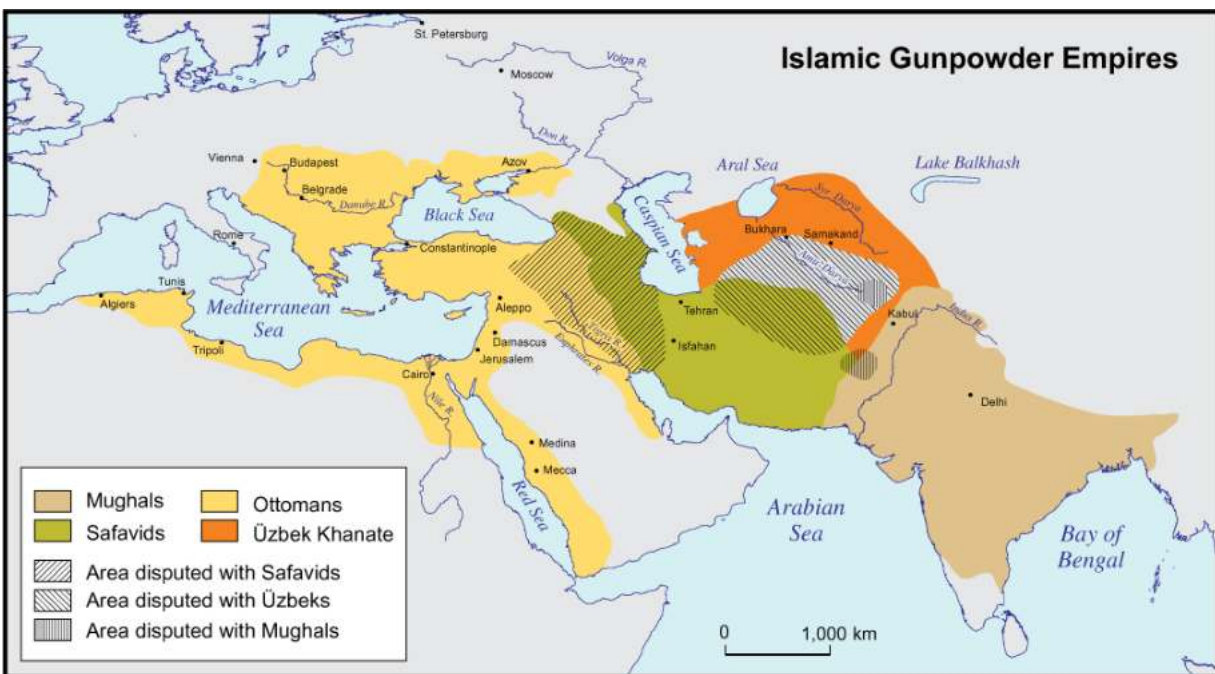 Islamic Gunpowder Empires
St. Petersburg
Moscow
Volga R.
Don R.
Vienna
Budapest
Azov
Aral Sea
Lake Balkhash
Belgrade
Danube R.
Black Sea
Caspian Sea
Syr Darya
Bukhara
Samakand
Amu Darya
Rome
Constantinople
Tunis
Algiers
Mediterranean
Sea
Aleppo
Tigris R.
Tehran
Kabul
Indus R.
Damascus
Euphrates R.
Isfahan
Tripoli
Jerusalem
Cairo
Nile R.
Delhi
Medina
Mecca
Red Sea
Arabian
Sea
Bay of
Bengal
Mughals
Ottomans
Safavids
Üzbek Khanate
Area disputed with Safavids
Area disputed with Üzbeks
Area disputed with Mughals
0 1,000 km